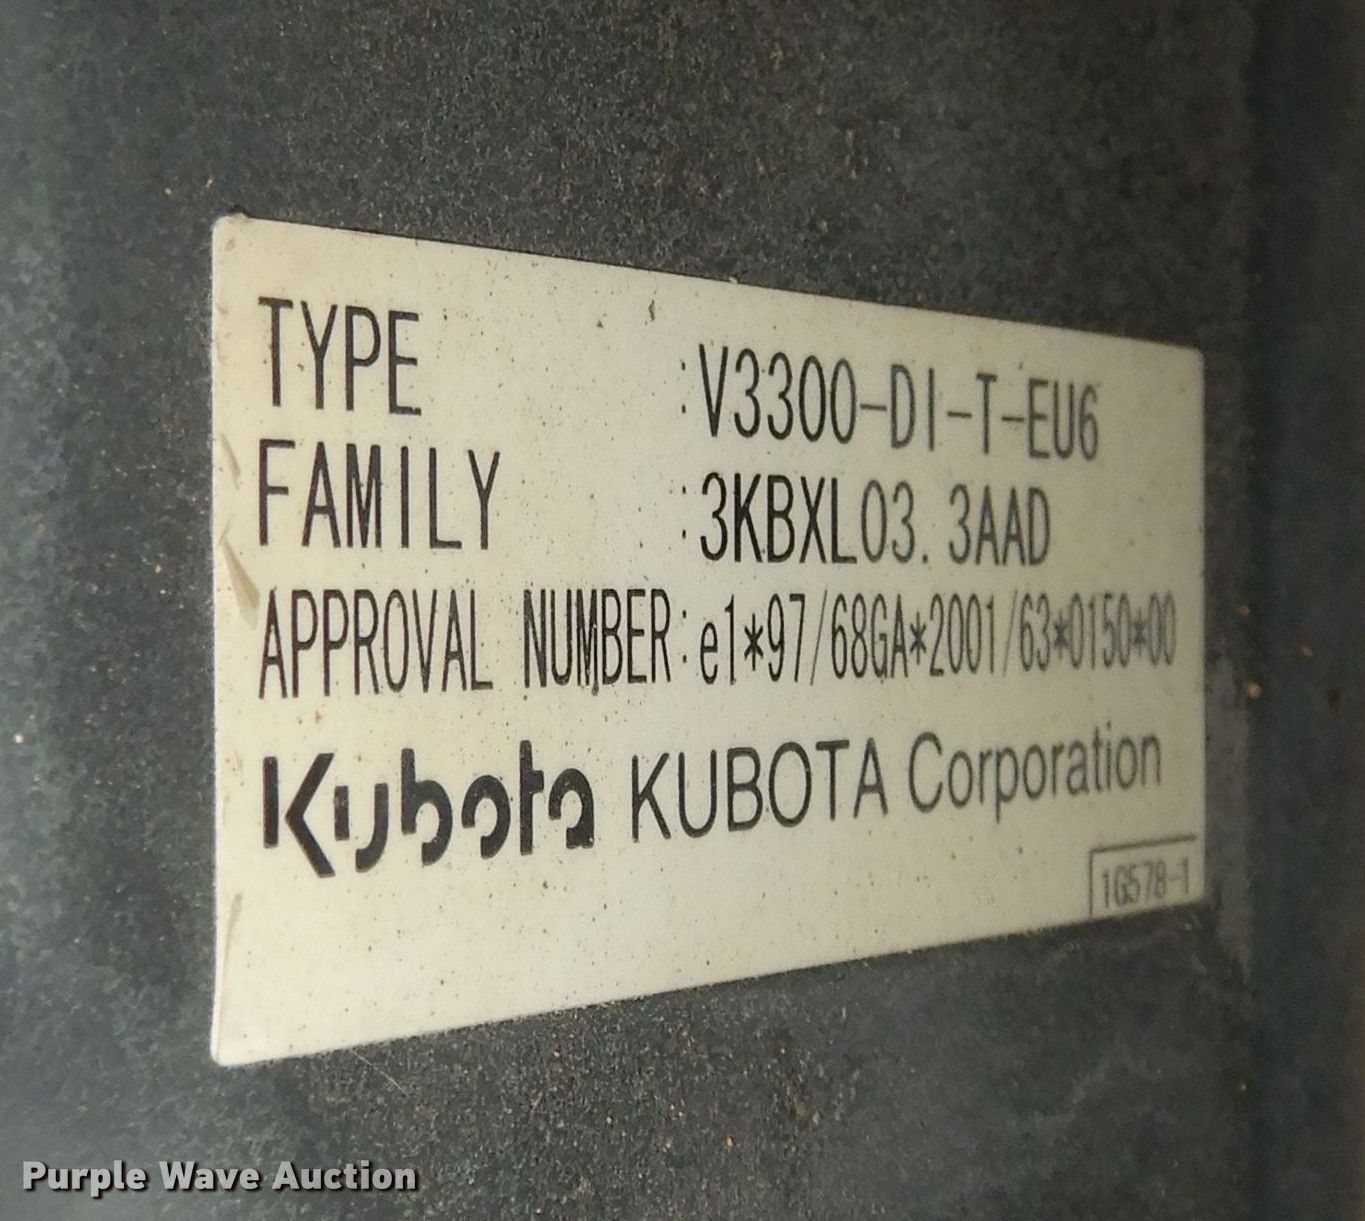 TYPE :V3300-DI-T-EU6
FAMILY :3KBXL03.3AAD
APPROVAL NUMBER:e1*97/68GA*2001/63*0150*00
Kubota KUBOTA Corporation
1G578-1
Purple Wave Auction